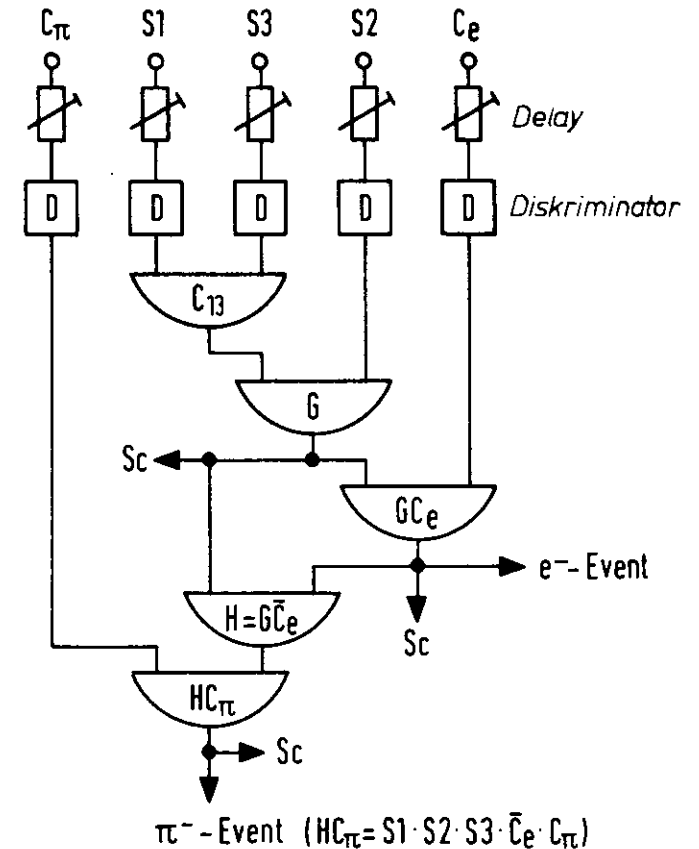 Cπ S1 S3 S2 Ce
Delay
D D D D D Diskriminator
C13
G
Sc
GCe
e⁻-Event
H=GC̄e
Sc
HCπ
Sc
π⁻-Event (HCπ=S1·S2·S3·C̄e·Cπ)